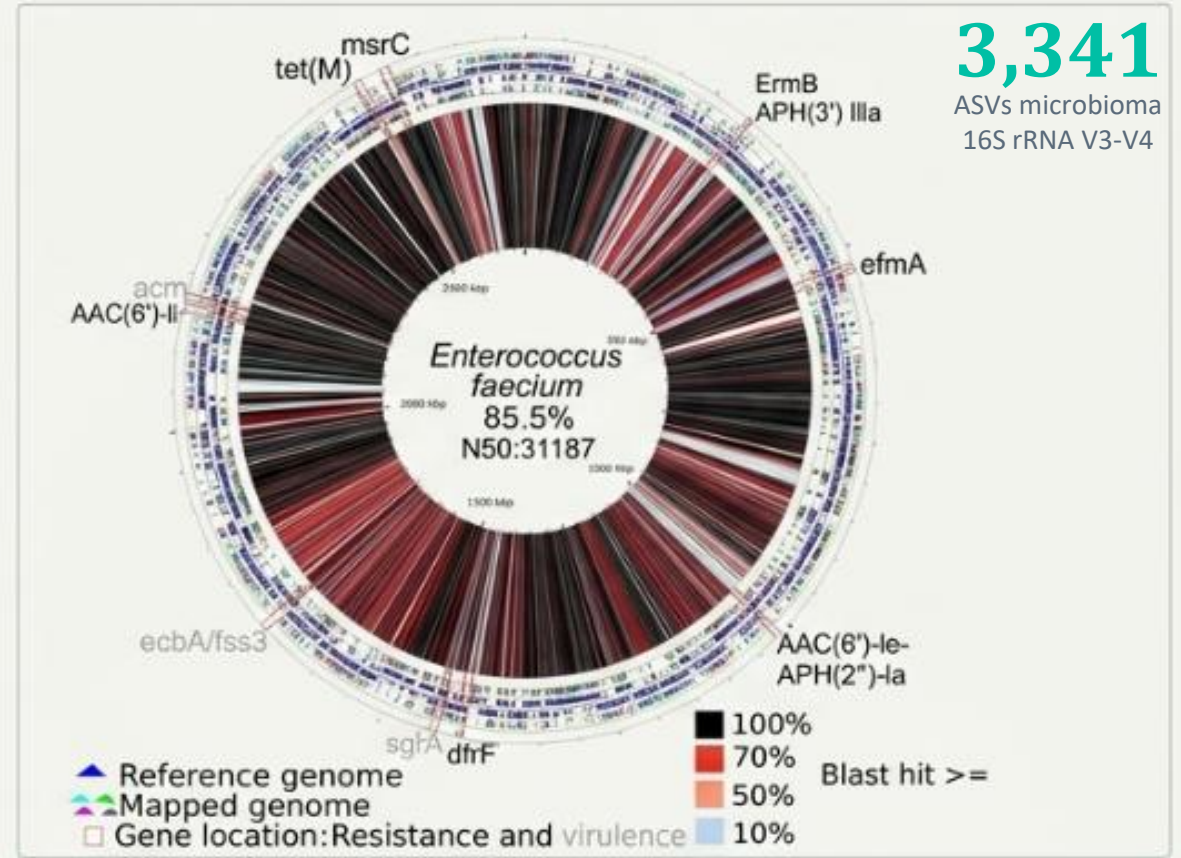 3,341
ASVs microbioma
16S rRNA V3-V4
msrC
tet(M)
ErmB
APH(3') IIIa
efmA
acm
AAC(6')-Ii
2500 kbp
500 kbp
Enterococcus
faecium
85.5%
N50:31187
2000 kbp
1000 kbp
1500 kbp
ecbA/fss3
AAC(6')-Ie-
APH(2")-Ia
sgrA
dfrF
100%
70%
50%
10%
Blast hit >=
Reference genome
Mapped genome
Gene location:Resistance and virulence